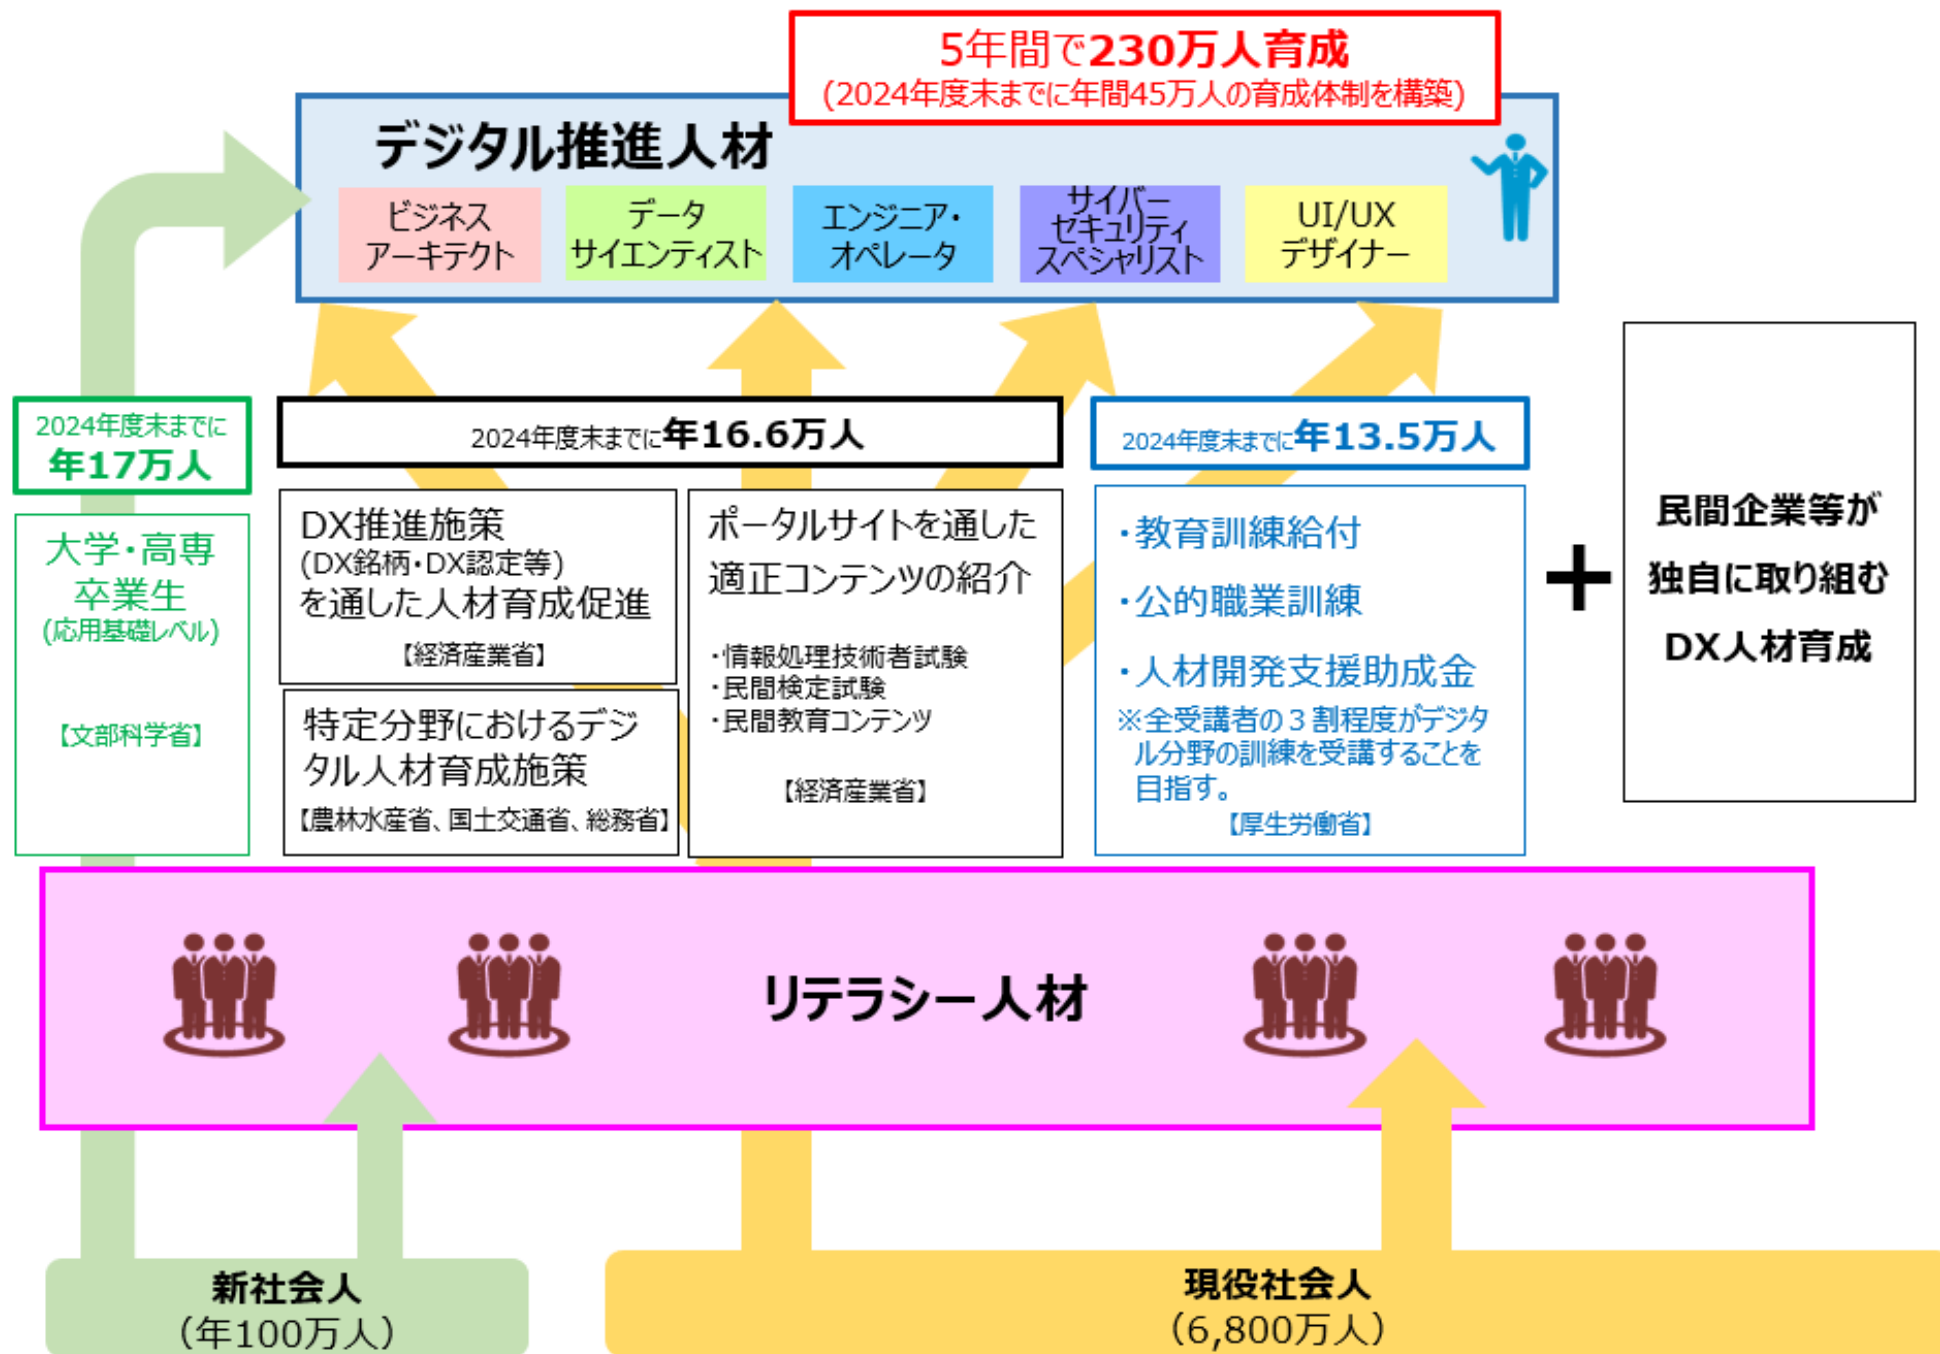 5年間で230万人育成
(2024年度末までに年間45万人の育成体制を構築)
デジタル推進人材
ビジネス
アーキテクト
データ
サイエンティスト
エンジニア・
オペレータ
サイバー
セキュリティ
スペシャリスト
UI/UX
デザイナー
2024年度末までに
年17万人
大学・高専
卒業生
(応用基礎レベル)
【文部科学省】
2024年度末までに年16.6万人
DX推進施策
(DX銘柄・DX認定等)
を通した人材育成促進
【経済産業省】
特定分野におけるデジ
タル人材育成施策
【農林水産省、国土交通省、総務省】
ポータルサイトを通した
適正コンテンツの紹介
・情報処理技術者試験
・民間検定試験
・民間教育コンテンツ
【経済産業省】
2024年度末までに年13.5万人
・教育訓練給付
・公的職業訓練
・人材開発支援助成金
※全受講者の３割程度がデジタ
ル分野の訓練を受講することを
目指す。
【厚生労働省】
+
民間企業等が
独自に取り組む
DX人材育成
リテラシー人材
新社会人
（年100万人）
現役社会人
（6,800万人）